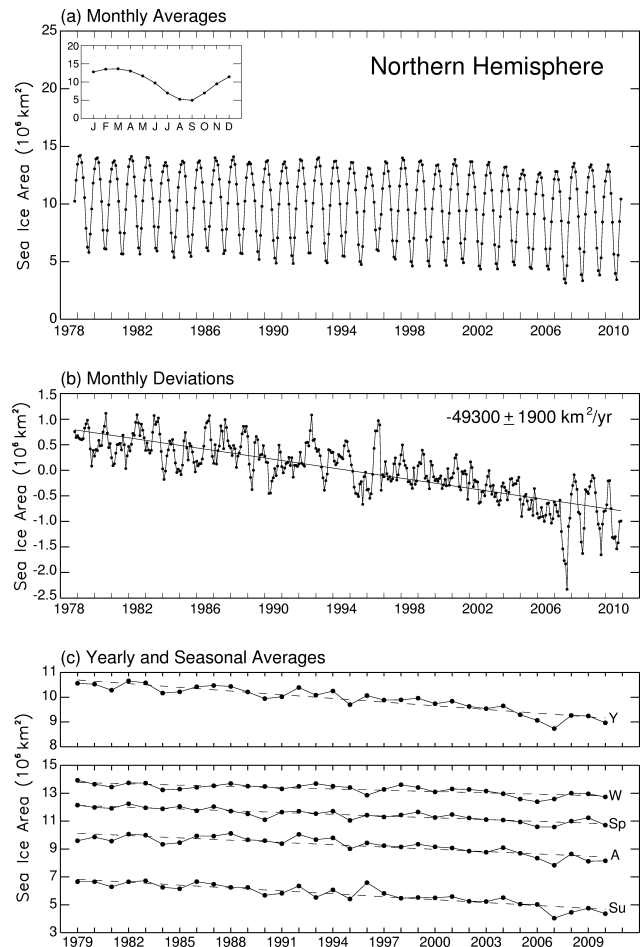 (a) Monthly Averages
25
20
15
10
5
0
Sea Ice Area (10⁶ km²)
20
15
10
5
0
J F M A M J J A S O N D
Northern Hemisphere
1978 1982 1986 1990 1994 1998 2002 2006 2010
(b) Monthly Deviations
1.5
1.0
0.5
0.0
-0.5
-1.0
-1.5
-2.0
-2.5
Sea Ice Area (10⁶ km²)
-49300 ± 1900 km²/yr
1978 1982 1986 1990 1994 1998 2002 2006 2010
(c) Yearly and Seasonal Averages
11
10
9
8
Y
Sea Ice Area (10⁶ km²)
15
13
11
9
7
5
3
W
Sp
A
Su
Sea Ice Area (10⁶ km²)
1979 1982 1985 1988 1991 1994 1997 2000 2003 2006 2009